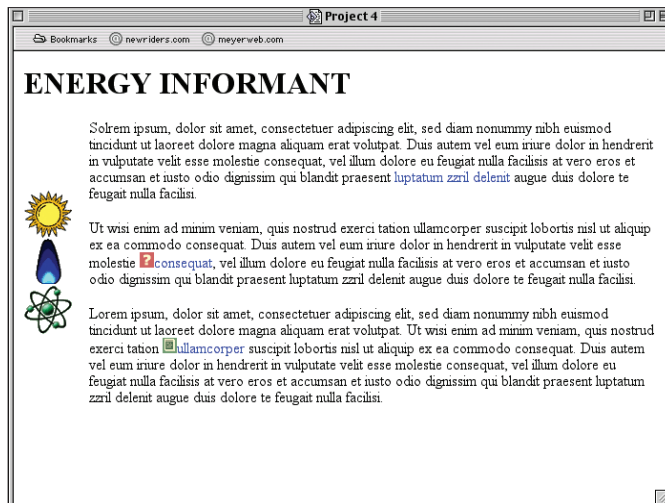 Project 4
Bookmarks newriders.com meyerweb.com
ENERGY INFORMANT
Solrem ipsum, dolor sit amet, consectetuer adipiscing elit, sed diam nonummy nibh euismod
tincidunt ut laoreet dolore magna aliquam erat volutpat. Duis autem vel eum iriure dolor in hendrerit
in vulputate velit esse molestie consequat, vel illum dolore eu feugiat nulla facilisis at vero eros et
accumsan et iusto odio dignissim qui blandit praesent luptatum zzril delenit augue duis dolore te
feugait nulla facilisi.
Ut wisi enim ad minim veniam, quis nostrud exerci tation ullamcorper suscipit lobortis nisl ut aliquip
ex ea commodo consequat. Duis autem vel eum iriure dolor in hendrerit in vulputate velit esse
molestie ?consequat, vel illum dolore eu feugiat nulla facilisis at vero eros et accumsan et iusto
odio dignissim qui blandit praesent luptatum zzril delenit augue duis dolore te feugait nulla facilisi.
Lorem ipsum, dolor sit amet, consectetuer adipiscing elit, sed diam nonummy nibh euismod
tincidunt ut laoreet dolore magna aliquam erat volutpat. Ut wisi enim ad minim veniam, quis nostrud
exerci tation ullamcorper suscipit lobortis nisl ut aliquip ex ea commodo consequat. Duis autem
vel eum iriure dolor in hendrerit in vulputate velit esse molestie consequat, vel illum dolore eu
feugiat nulla facilisis at vero eros et accumsan et iusto odio dignissim qui blandit praesent luptatum
zzril delenit augue duis dolore te feugait nulla facilisi.